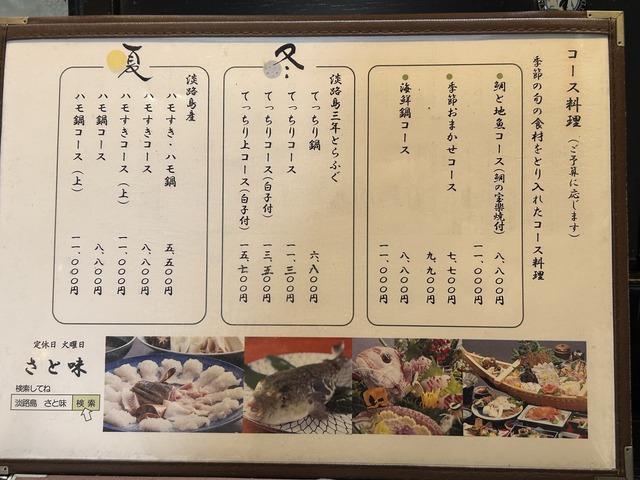 コース料理(ご予算に応じます)
季節の旬の食材をとり入れたコース料理
鯛と地魚コース(鯛の宝楽焼付)
八、八〇〇円
一一、〇〇〇円
季節おまかせコース
七、七〇〇円
九、九〇〇円
海鮮鍋コース
八、八〇〇円
一一、〇〇〇円
冬
淡路島三年とらふぐ
てっちり鍋
六、八〇〇円
てっちりコース
一一、三〇〇円
てっちりコース(白子付)
一三、五〇〇円
てっちり上コース(白子付)
一五、七〇〇円
夏
淡路島産
ハモすき・ハモ鍋
五、五〇〇円
ハモすきコース
八、八〇〇円
ハモすきコース(上)
一一、〇〇〇円
ハモ鍋コース
八、八〇〇円
ハモ鍋コース(上)
一一、〇〇〇円
定休日 火曜日
さと味
検索してね
淡路島 さと味 検索